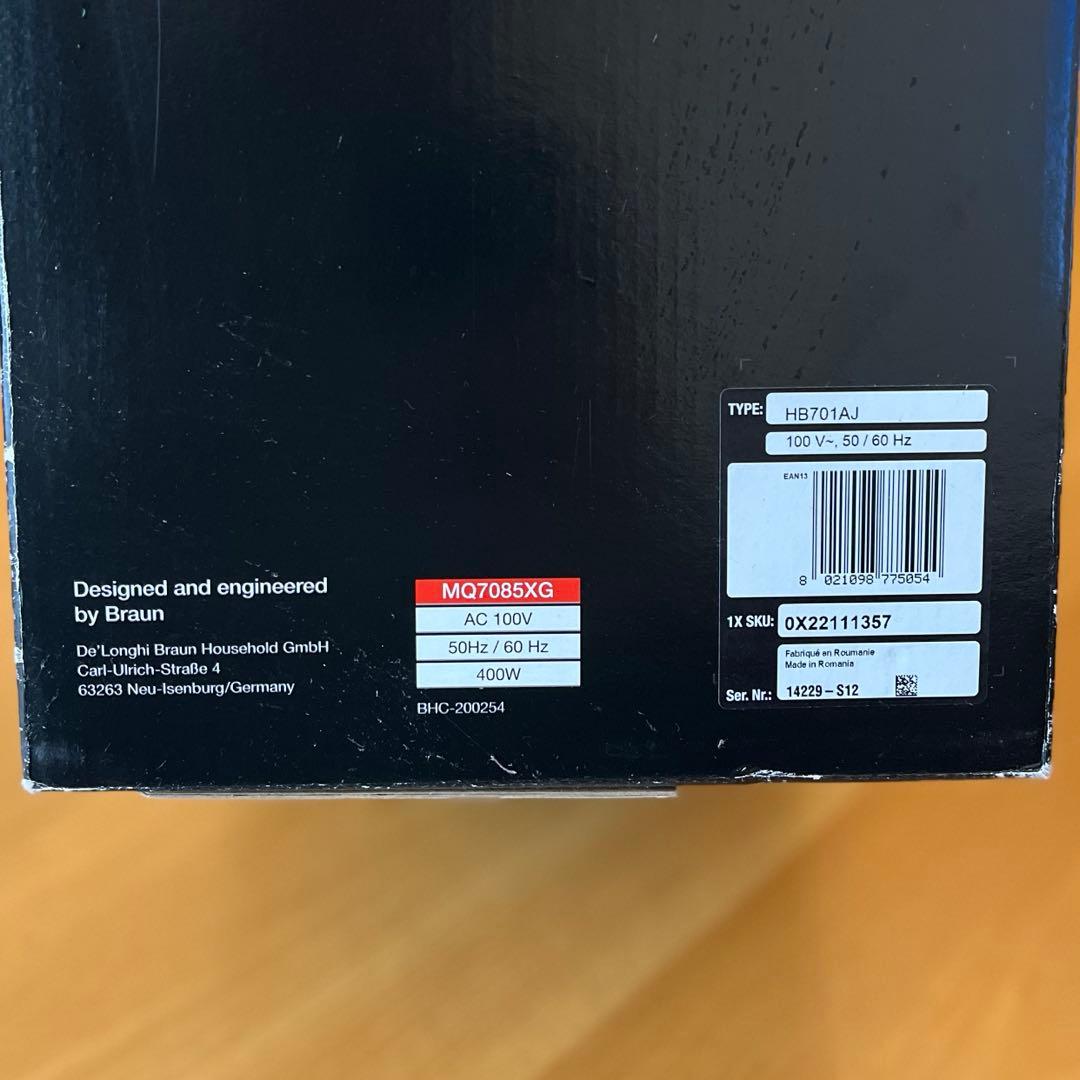 Designed and engineered
by Braun
De'Longhi Braun Household GmbH
Carl-Ulrich-Straße 4
63263 Neu-Isenburg/Germany
MQ7085XG
AC 100V
50Hz / 60 Hz
400W
BHC-200254
TYPE: HB701AJ
100 V~, 50 / 60 Hz
EAN13
8 021098 775054
1X SKU: 0X22111357
Fabriqué en Roumanie
Made in Romania
Ser. Nr.: 14229-S12